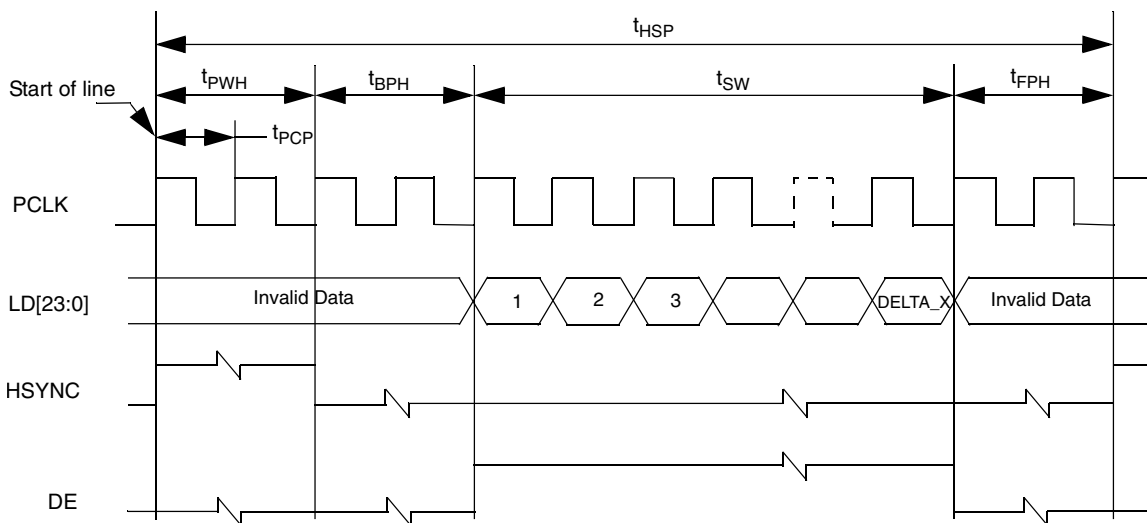 tHSP
tPWH tBPH tSW tFPH
Start of line
tPCP
PCLK
LD[23:0] Invalid Data 1 2 3 DELTA_X Invalid Data
HSYNC
DE